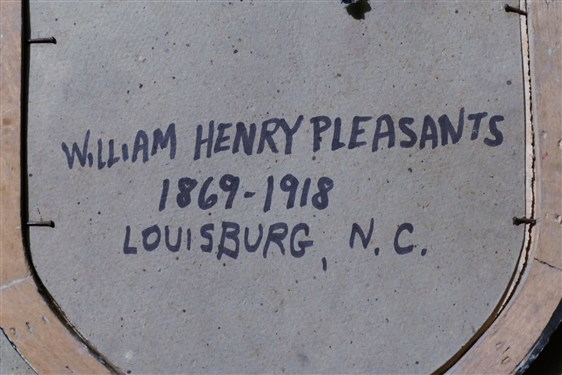 WILLIAM HENRY PLEASANTS
1869-1918
LOUISBURG, N.C.